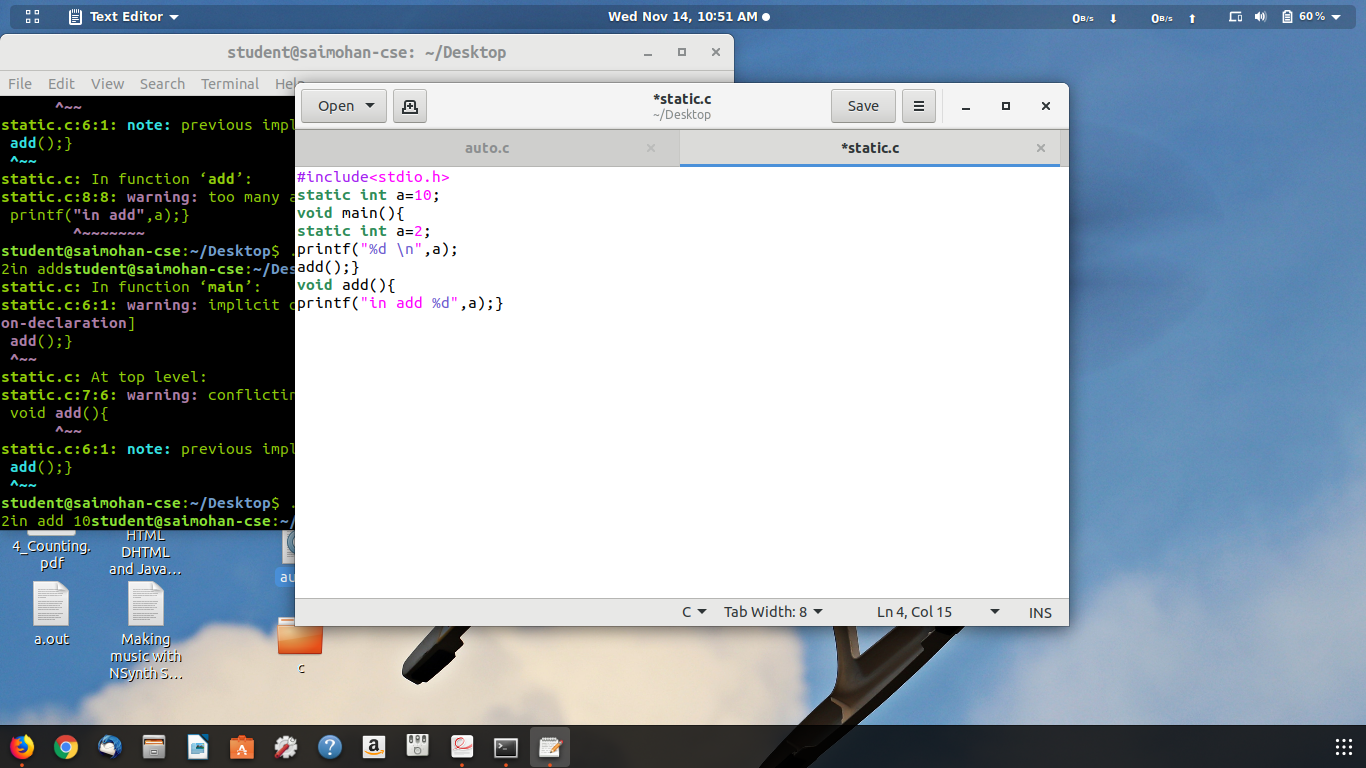 Text Editor
Wed Nov 14, 10:51 AM
0B/s
0B/s
60 %
student@saimohan-cse: ~/Desktop
File Edit View Search Terminal Help
^~~
static.c:6:1: note: previous impl
add();}
^~~
static.c: In function ‘add’:
static.c:8:8: warning: too many a
printf("in add",a);}
^~~~~~~~
student@saimohan-cse:~/Desktop$ .
2in addstudent@saimohan-cse:~/Des
static.c: In function ‘main’:
static.c:6:1: warning: implicit d
on-declaration]
add();}
^~~
static.c: At top level:
static.c:7:6: warning: conflictin
void add(){
^~~
static.c:6:1: note: previous impl
add();}
^~~
student@saimohan-cse:~/Desktop$ .
2in add 10student@saimohan-cse:~/
Open
*static.c
~/Desktop
Save
auto.c
*static.c
#include<stdio.h>
static int a=10;
void main(){
static int a=2;
printf("%d \n",a);
add();}
void add(){
printf("in add %d",a);}
C
Tab Width: 8
Ln 4, Col 15
INS
4_Counting.
pdf
HTML
DHTML
and Java…
au
a.out
Making
music with
NSynth S…
c